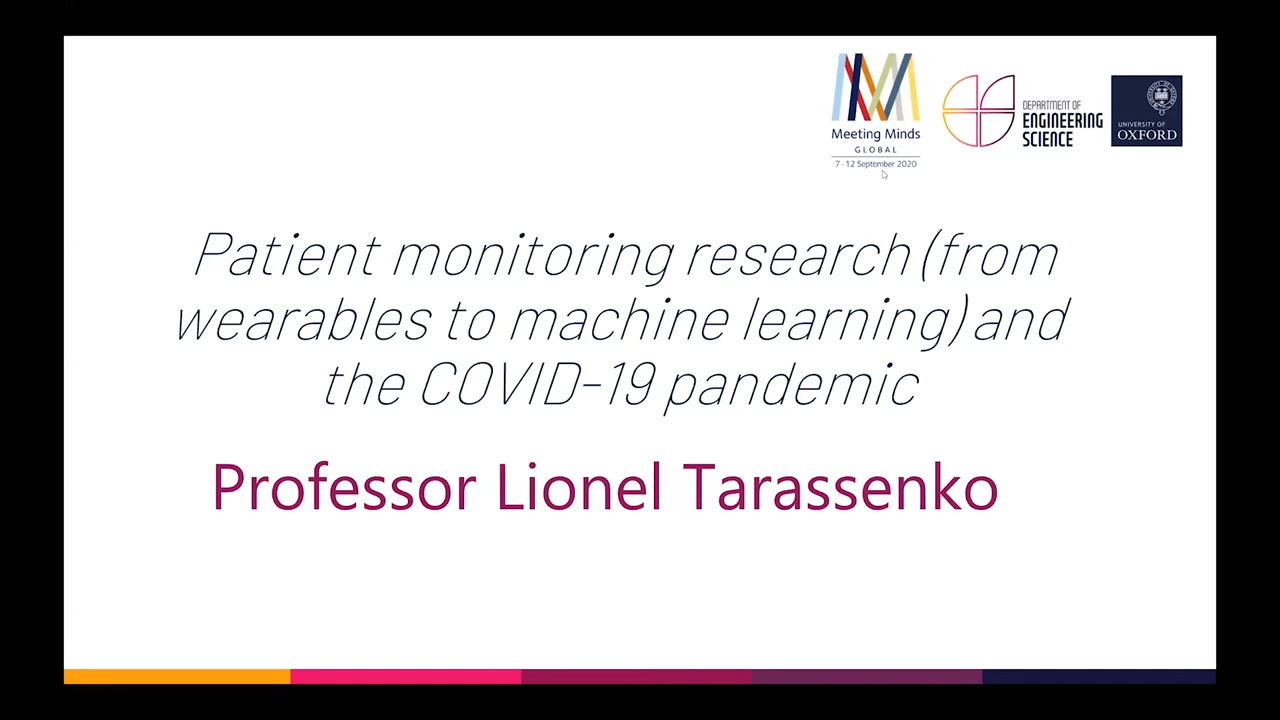 Meeting Minds
GLOBAL
7 - 12 September 2020
DEPARTMENT OF
ENGINEERING
SCIENCE
UNIVERSITY OF
OXFORD
Patient monitoring research (from
wearables to machine learning) and
the COVID-19 pandemic
Professor Lionel Tarassenko